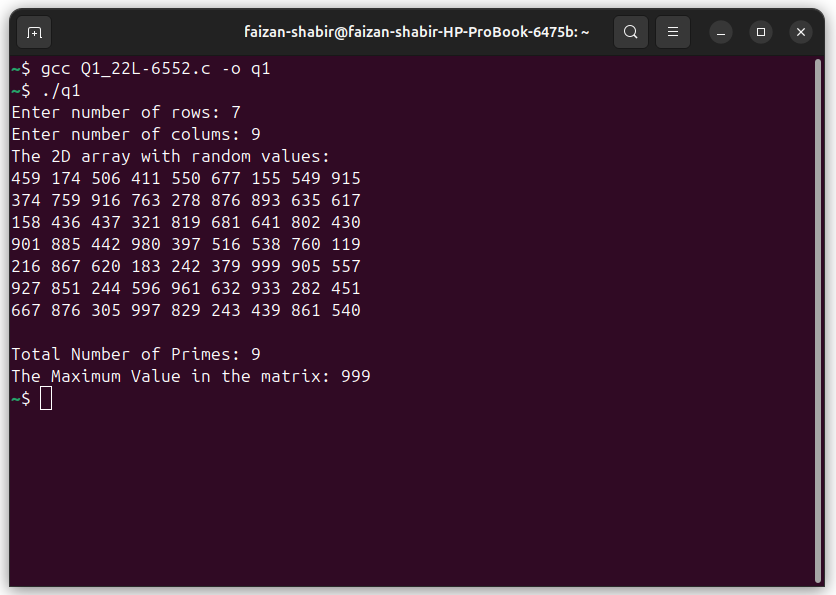 faizan-shabir@faizan-shabir-HP-ProBook-6475b: ~
~$ gcc Q1_22L-6552.c -o q1
~$ ./q1
Enter number of rows: 7
Enter number of colums: 9
The 2D array with random values:
459 174 506 411 550 677 155 549 915
374 759 916 763 278 876 893 635 617
158 436 437 321 819 681 641 802 430
901 885 442 980 397 516 538 760 119
216 867 620 183 242 379 999 905 557
927 851 244 596 961 632 933 282 451
667 876 305 997 829 243 439 861 540
Total Number of Primes: 9
The Maximum Value in the matrix: 999
~$